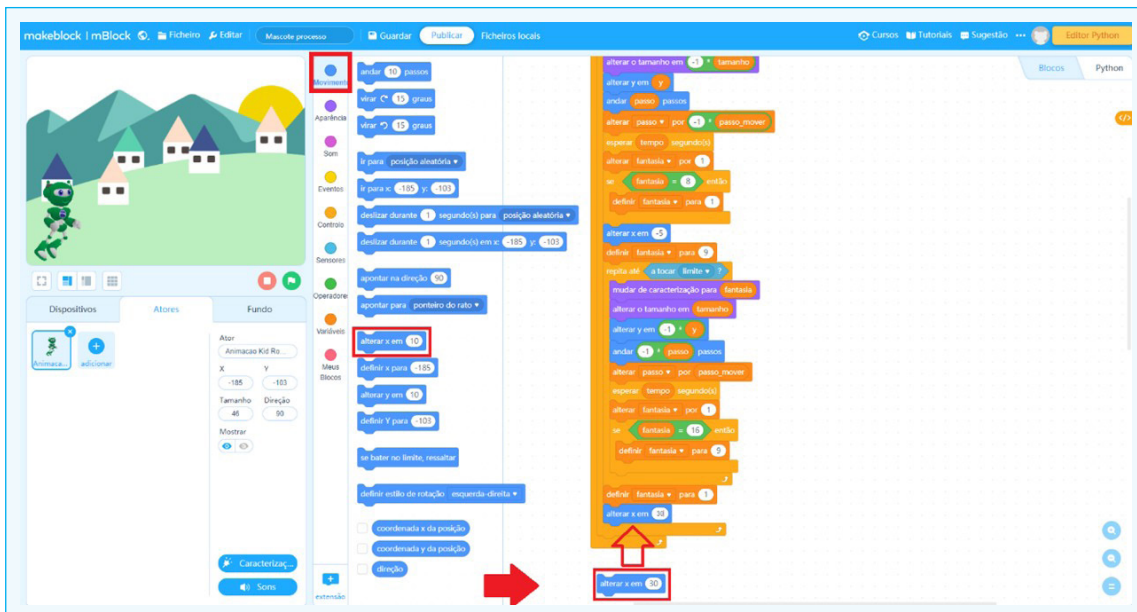 makeblock | mBlock Ficheiro Editar Mascote processo Guardar Publicar Ficheiros locais Cursos Tutoriais Sugestão Editor Python
Dispositivos Atores Fundo
Animaca... adicionar
Ator
Animacao Kid Ro...
X Y
-185 -103
Tamanho Direção
46 90
Mostrar
Caracterizaç...
Sons
Movimento
Aparência
Som
Eventos
Controlo
Sensores
Operadores
Variáveis
Meus
Blocos
extensão
andar 10 passos
virar 15 graus
virar 15 graus
ir para posição aleatória
ir para x: -185 y: -103
deslizar durante 1 segundo(s) para posição aleatória
deslizar durante 1 segundo(s) em x: -185 y: -103
apontar na direção 90
apontar para ponteiro do rato
alterar x em 10
definir x para -185
alterar y em 10
definir Y para -103
se bater no limite, ressaltar
definir estilo de rotação esquerda-direita
coordenada x da posição
coordenada y da posição
direção
alterar o tamanho em -1 * tamanho
alterar y em y
andar passo passos
alterar passo por -1 * passo_mover
esperar tempo segundo(s)
alterar fantasia por 1
se fantasia = 8 então
definir fantasia para 1
alterar x em -5
definir fantasia para 9
repita até a tocar limite ?
mudar de caracterização para fantasia
alterar o tamanho em tamanho
alterar y em -1 * y
andar -1 * passo passos
alterar passo por passo_mover
esperar tempo segundo(s)
alterar fantasia por 1
se fantasia = 16 então
definir fantasia para 9
definir fantasia para 1
alterar x em 30
alterar x em 30
Blocos Python